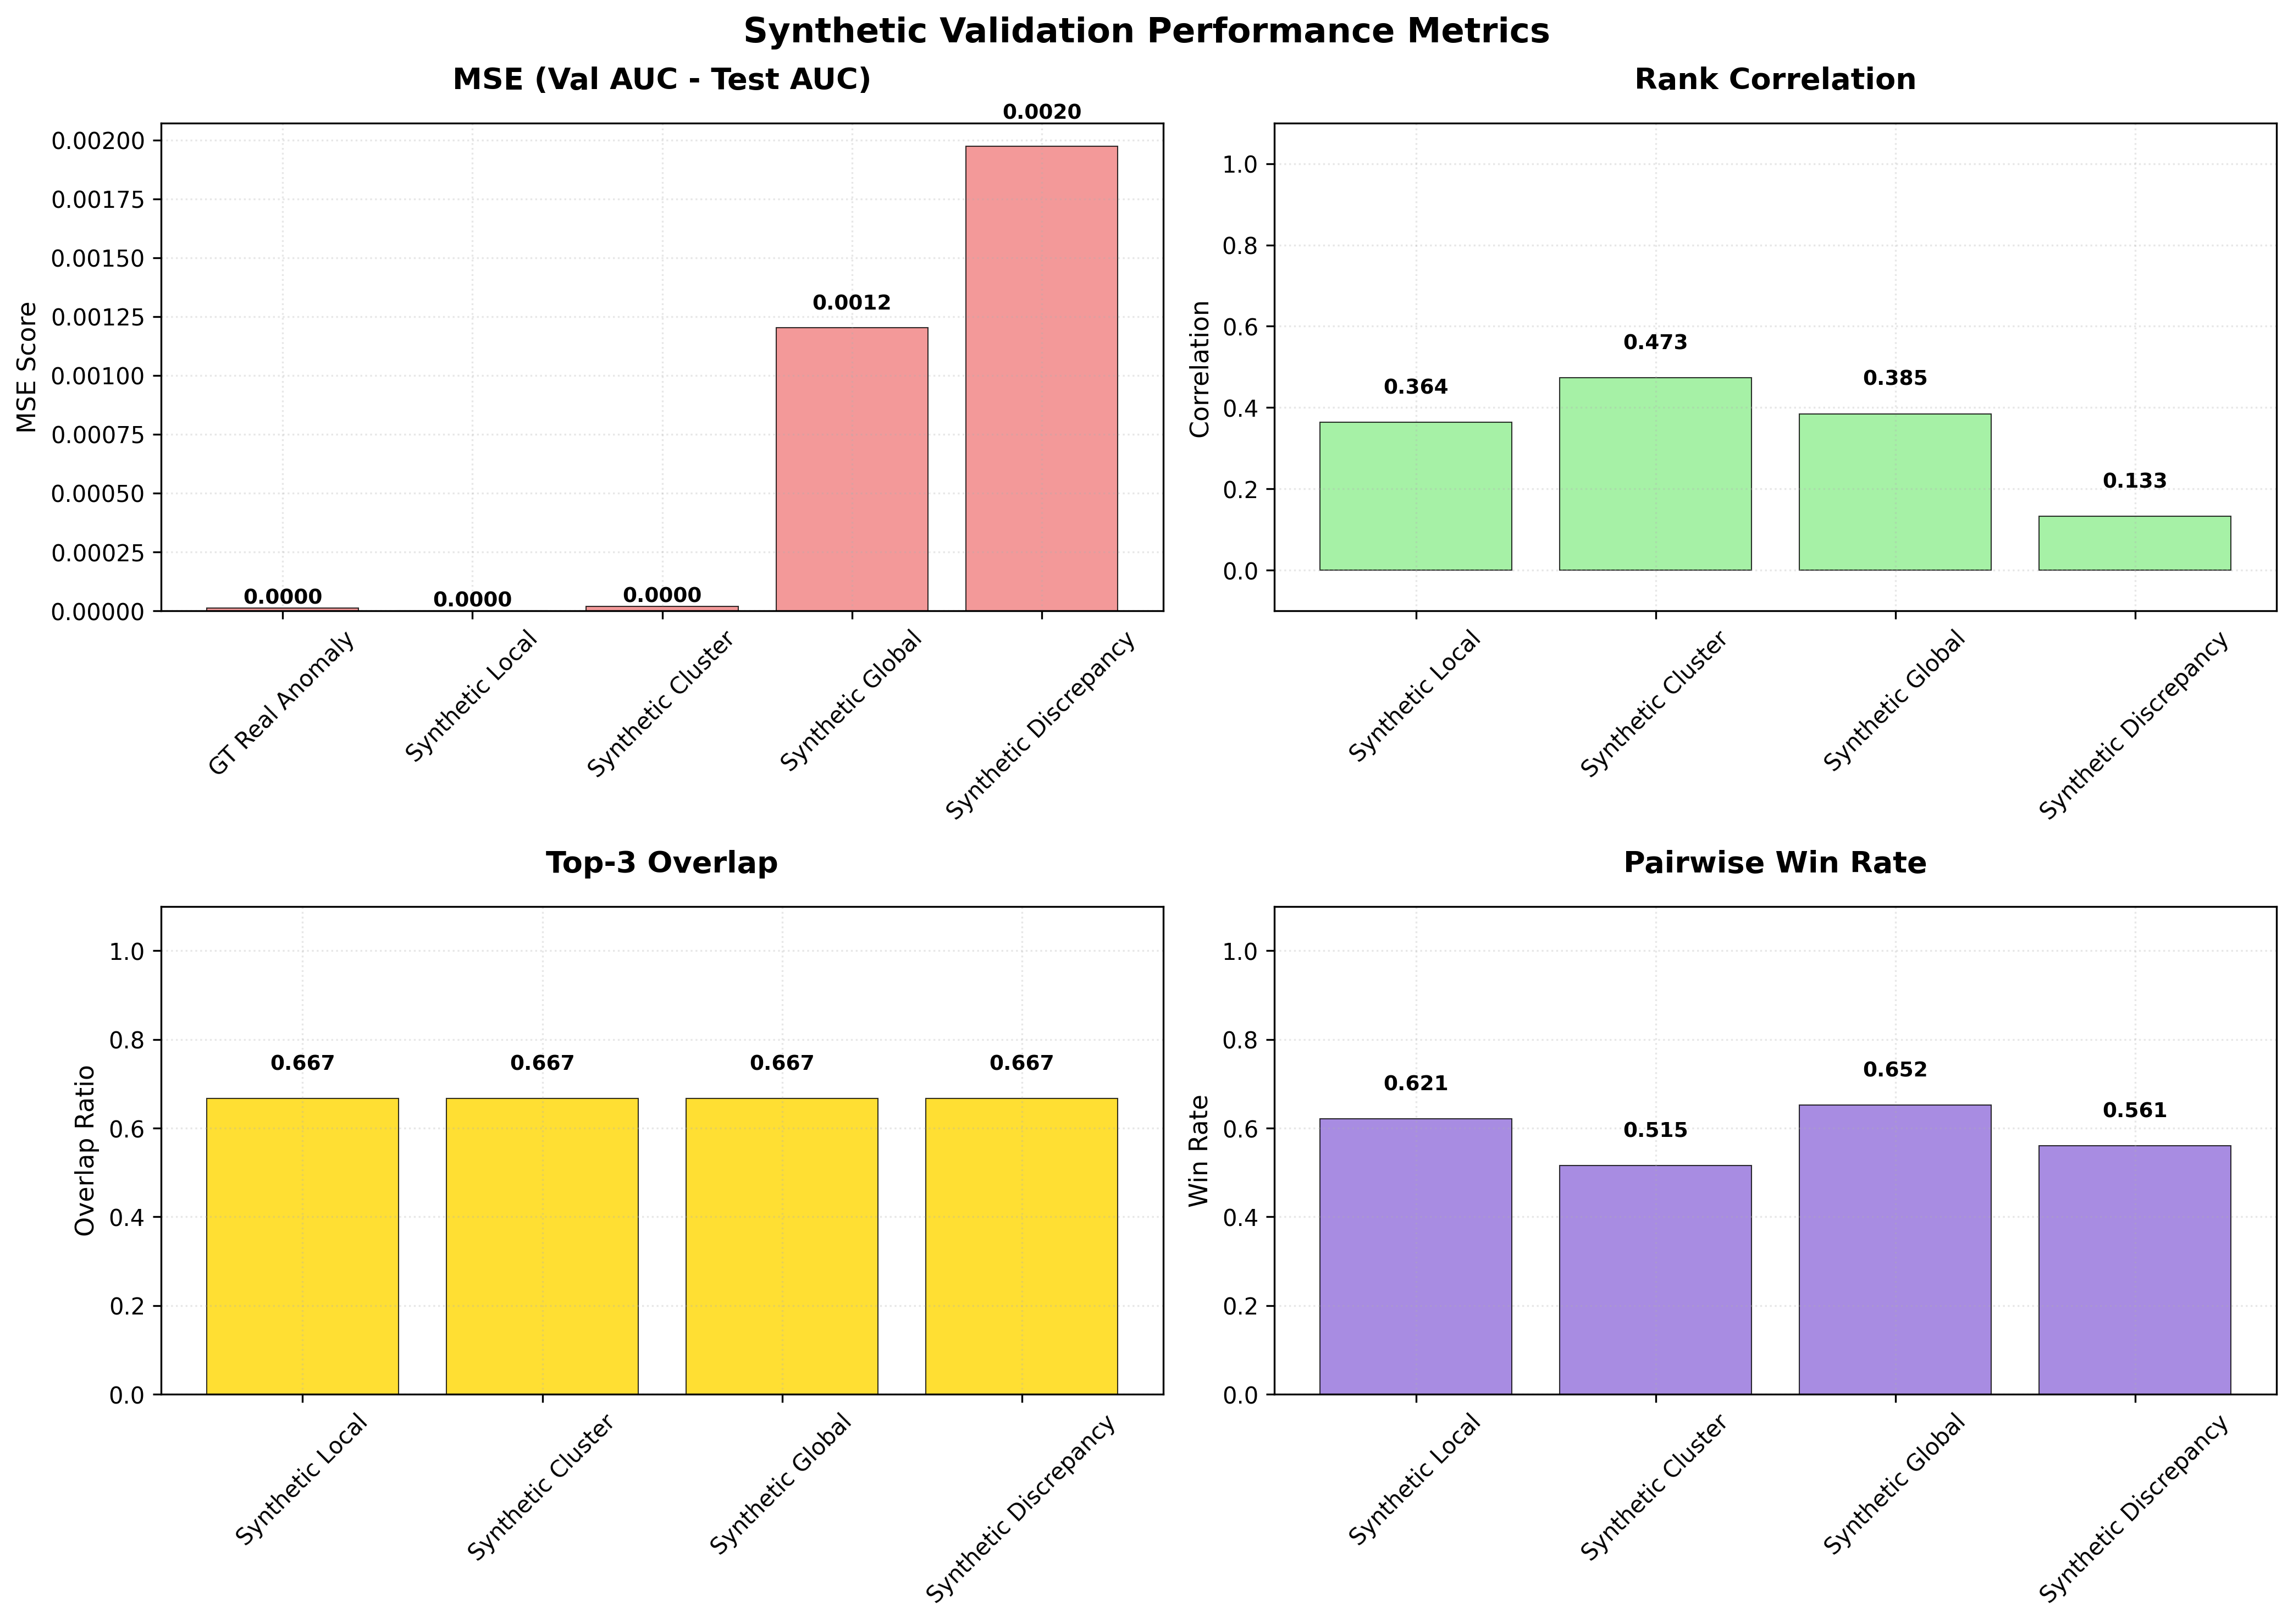 Synthetic Validation Performance Metrics
MSE (Val AUC - Test AUC)
MSE Score
0.00200
0.00175
0.00150
0.00125
0.00100
0.00075
0.00050
0.00025
0.00000
0.0000
0.0000
0.0000
0.0012
0.0020
GT Real Anomaly
Synthetic Local
Synthetic Cluster
Synthetic Global
Synthetic Discrepancy
Rank Correlation
Correlation
1.0
0.8
0.6
0.4
0.2
0.0
0.364
0.473
0.385
0.133
Synthetic Local
Synthetic Cluster
Synthetic Global
Synthetic Discrepancy
Top-3 Overlap
Overlap Ratio
1.0
0.8
0.6
0.4
0.2
0.0
0.667
0.667
0.667
0.667
Synthetic Local
Synthetic Cluster
Synthetic Global
Synthetic Discrepancy
Pairwise Win Rate
Win Rate
1.0
0.8
0.6
0.4
0.2
0.0
0.621
0.515
0.652
0.561
Synthetic Local
Synthetic Cluster
Synthetic Global
Synthetic Discrepancy